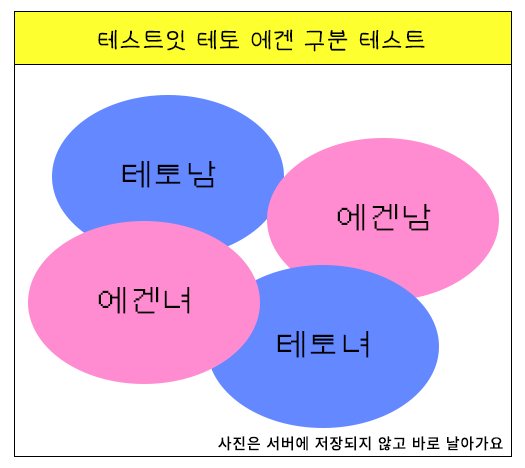 테스트잇 테토 에겐 구분 테스트
테토남
에겐남
에겐녀
테토녀
사진은 서버에 저장되지 않고 바로 날아가요